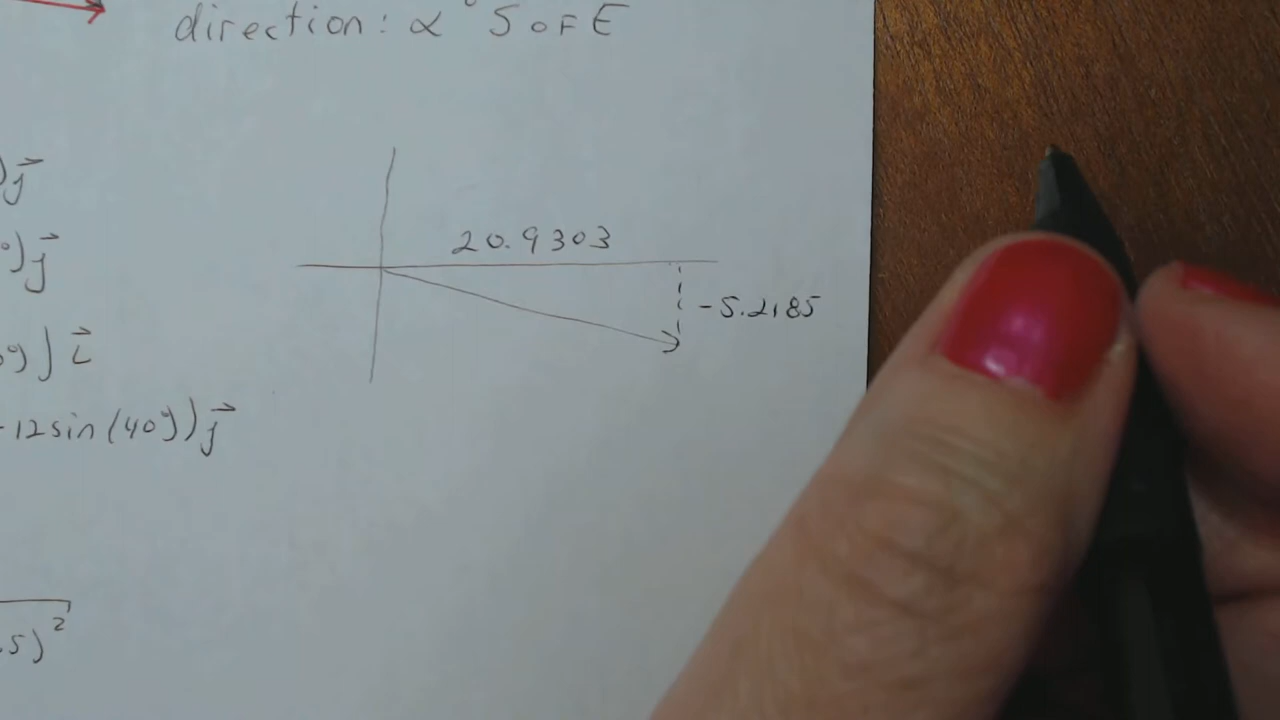 direction: α° S OF E
)j⃗
20.9303
°)j⃗
-5.2185
)i⃗
-12sin(40°))j⃗
5)²